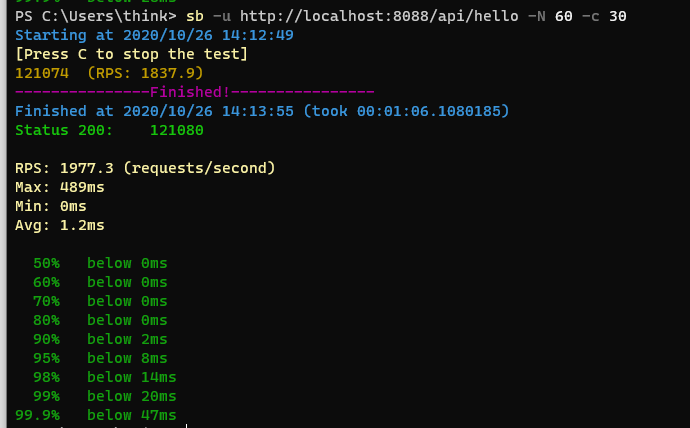 PS C:\Users\think> sb -u http://localhost:8088/api/hello -N 60 -c 30
Starting at 2020/10/26 14:12:49
[Press C to stop the test]
121074  (RPS: 1837.9)
---------------Finished!----------------
Finished at 2020/10/26 14:13:55 (took 00:01:06.1080185)
Status 200:    121080
RPS: 1977.3 (requests/second)
Max: 489ms
Min: 0ms
Avg: 1.2ms
50%   below 0ms
60%   below 0ms
70%   below 0ms
80%   below 0ms
90%   below 2ms
95%   below 8ms
98%   below 14ms
99%   below 20ms
99.9%   below 47ms